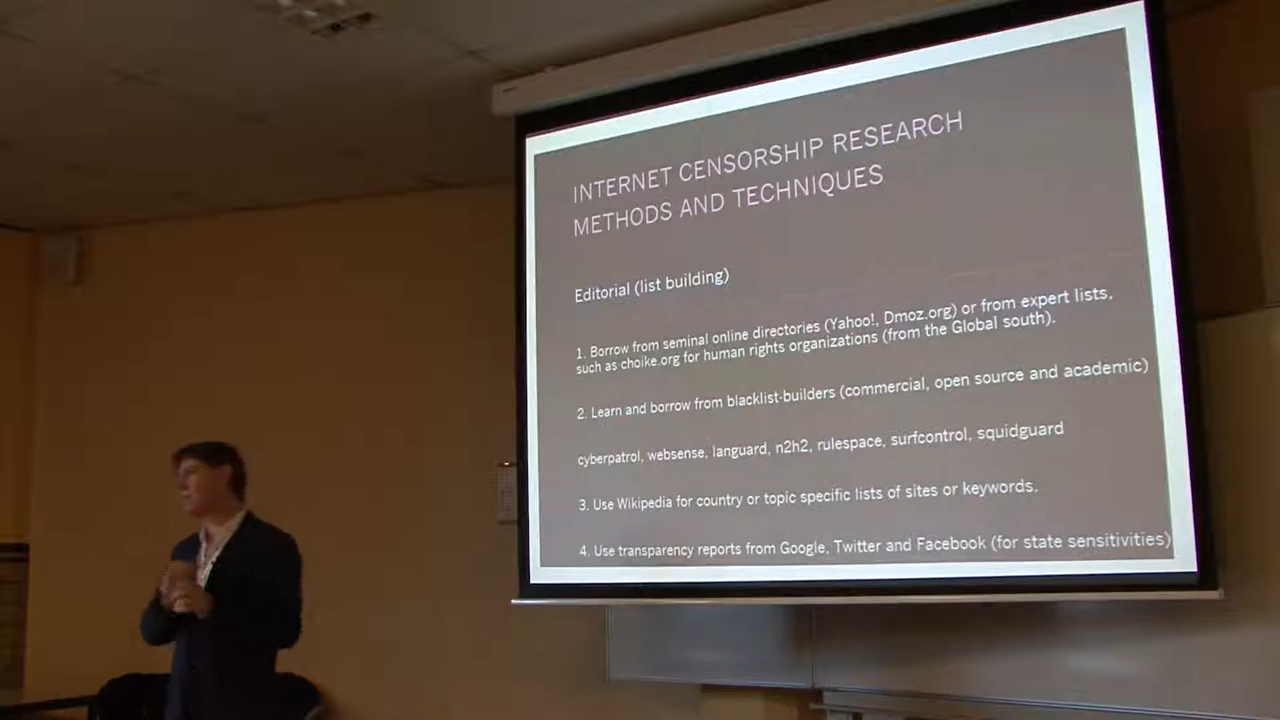 INTERNET CENSORSHIP RESEARCH
METHODS AND TECHNIQUES
Editorial (list building)
1. Borrow from seminal online directories (Yahoo!, Dmoz.org) or from expert lists,
such as choike.org for human rights organizations (from the Global south).
2. Learn and borrow from blacklist-builders (commercial, open source and academic)
cyberpatrol, websense, languard, n2h2, rulespace, surfcontrol, squidguard
3. Use Wikipedia for country or topic specific lists of sites or keywords.
4. Use transparency reports from Google, Twitter and Facebook (for state sensitivities)